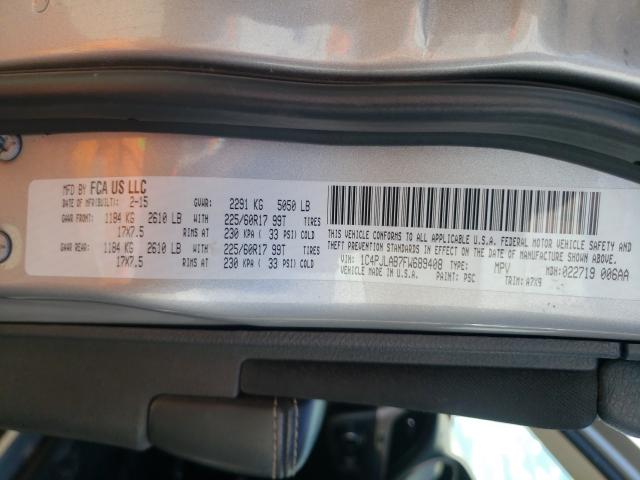 MFD BY FCA US LLC
DATE OF MFR(BUILT): 2-15 GVWR: 2291 KG 5050 LB
GAWR FRONT: 1184 KG 2610 LB WITH 225/60R17 99T TIRES
17X7.5 RIMS AT 230 KPA ( 33 PSI) COLD
GAWR REAR: 1184 KG 2610 LB WITH 225/60R17 99T TIRES
17X7.5 RIMS AT 230 KPA ( 33 PSI) COLD
THIS VEHICLE CONFORMS TO ALL APPLICABLE U.S.A. FEDERAL MOTOR VEHICLE SAFETY AND
THEFT PREVENTION STANDARDS IN EFFECT ON THE DATE OF MANUFACTURE SHOWN ABOVE.
VIN: 1C4PJLAB7FW689408 TYPE: MPV MDH: 022719 006AA
VEHICLE MADE IN U.S.A. PAINT: PSC TRIM: A7X9